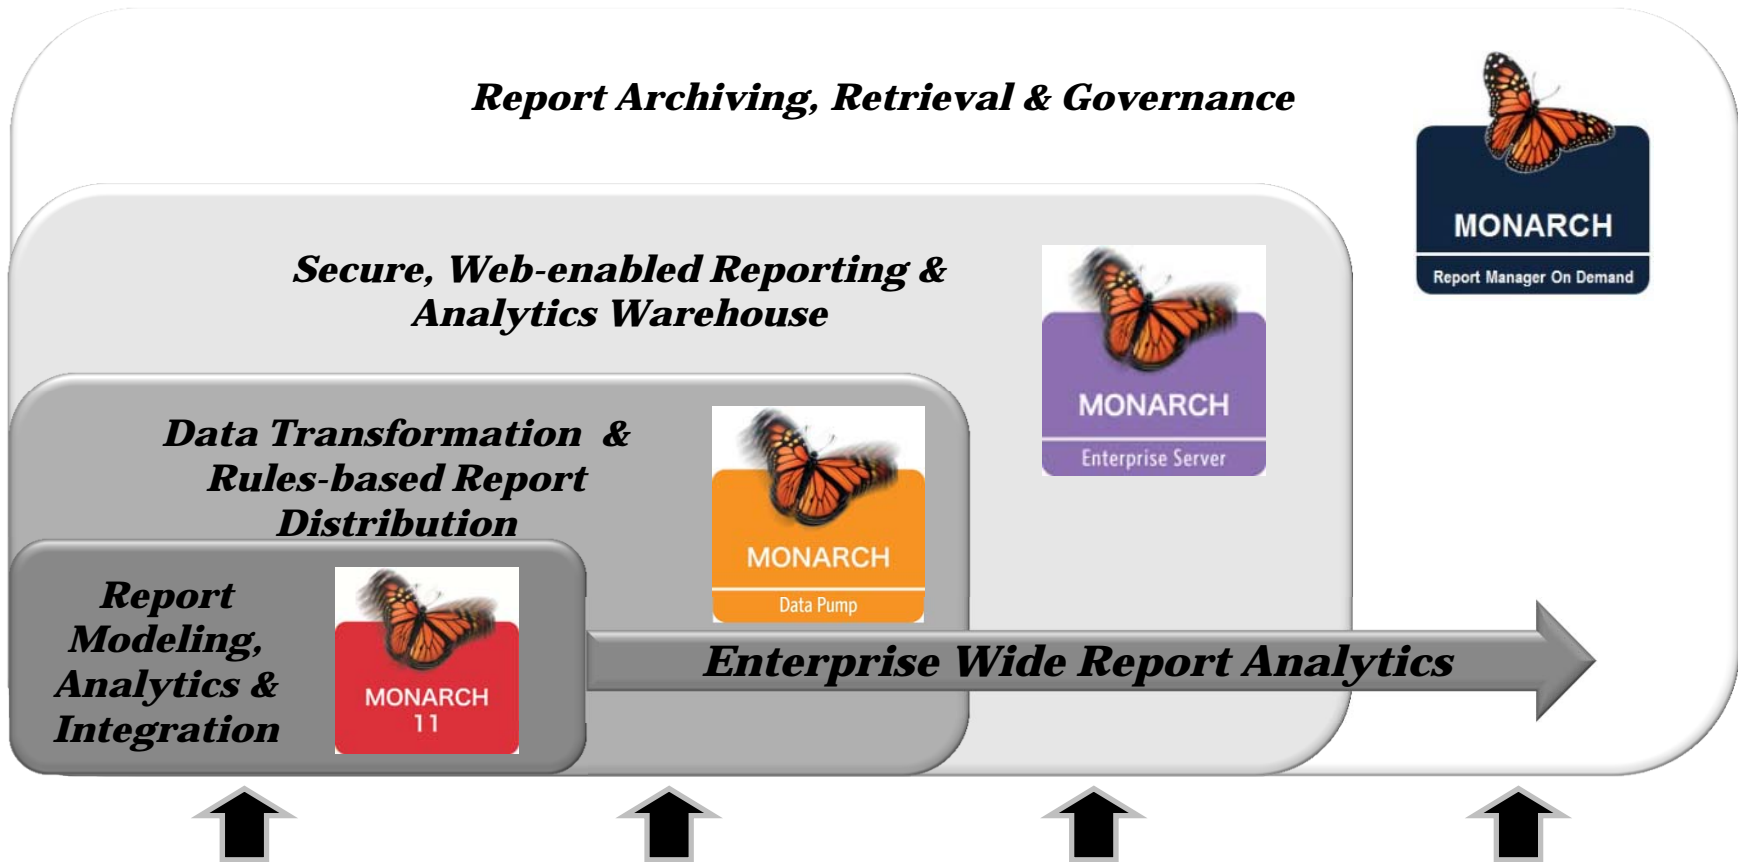 Report Archiving, Retrieval & Governance
MONARCH
Report Manager On Demand
Secure, Web-enabled Reporting &
Analytics Warehouse
MONARCH
Enterprise Server
Data Transformation &
Rules-based Report
Distribution
MONARCH
Data Pump
Report
Modeling,
Analytics &
Integration
MONARCH
11
Enterprise Wide Report Analytics